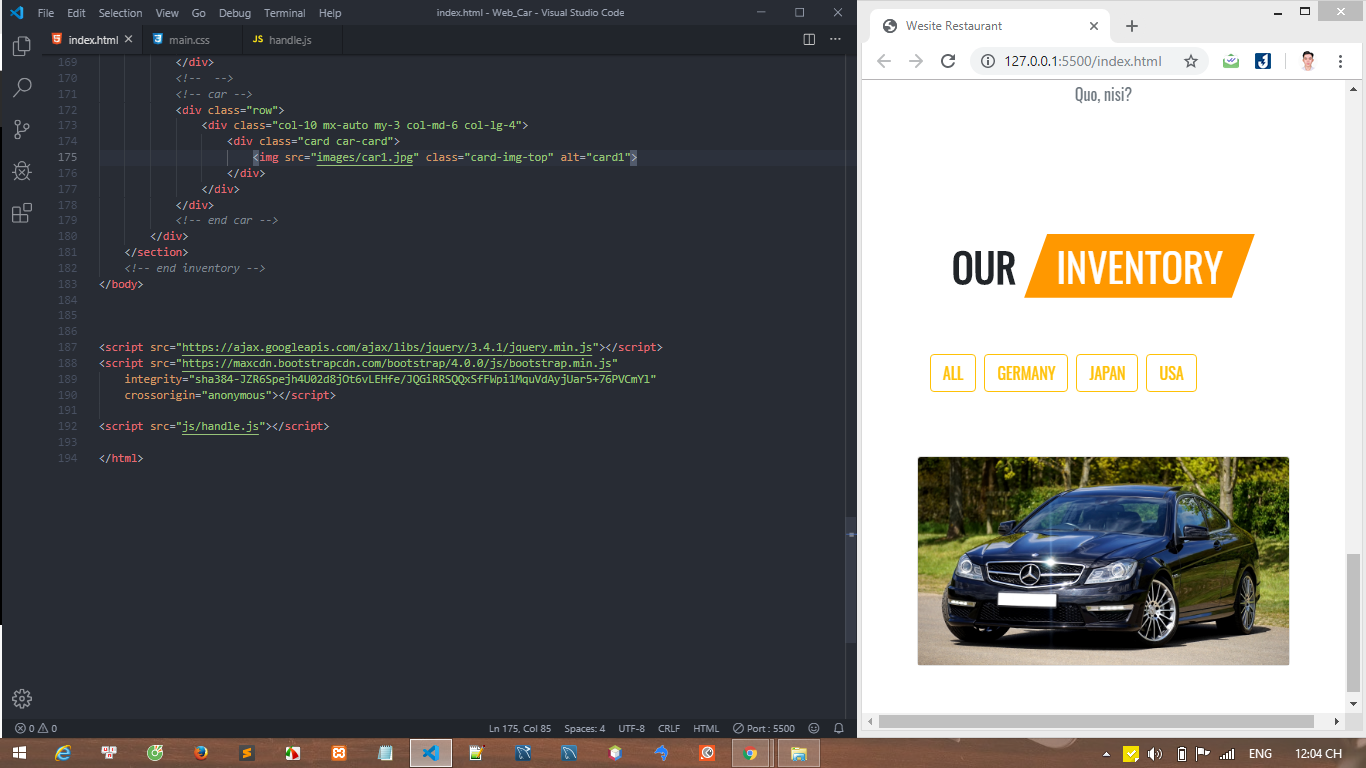 File Edit Selection View Go Debug Terminal Help
index.html - Web_Car - Visual Studio Code
index.html
main.css
JS handle.js
169 </div>
170 <!--  -->
171 <!-- car -->
172 <div class="row">
173 <div class="col-10 mx-auto my-3 col-md-6 col-lg-4">
174 <div class="card car-card">
175 <img src="images/car1.jpg" class="card-img-top" alt="card1">
176 </div>
177 </div>
178 </div>
179 <!-- end car -->
180 </div>
181 </section>
182 <!-- end inventory -->
183 </body>
184
185
186
187 <script src="https://ajax.googleapis.com/ajax/libs/jquery/3.4.1/jquery.min.js"></script>
188 <script src="https://maxcdn.bootstrapcdn.com/bootstrap/4.0.0/js/bootstrap.min.js"
189 integrity="sha384-JZR6Spejh4U02d8jOt6vLEHfe/JQGiRRSQQxSfFWpi1MquVdAyjUar5+76PVCmYl"
190 crossorigin="anonymous"></script>
191
192 <script src="js/handle.js"></script>
193
194 </html>
0 0
Ln 175, Col 85 Spaces: 4 UTF-8 CRLF HTML Port : 5500
Wesite Restaurant
127.0.0.1:5500/index.html
Quo, nisi?
OUR INVENTORY
ALL GERMANY JAPAN USA
ENG 12:04 CH